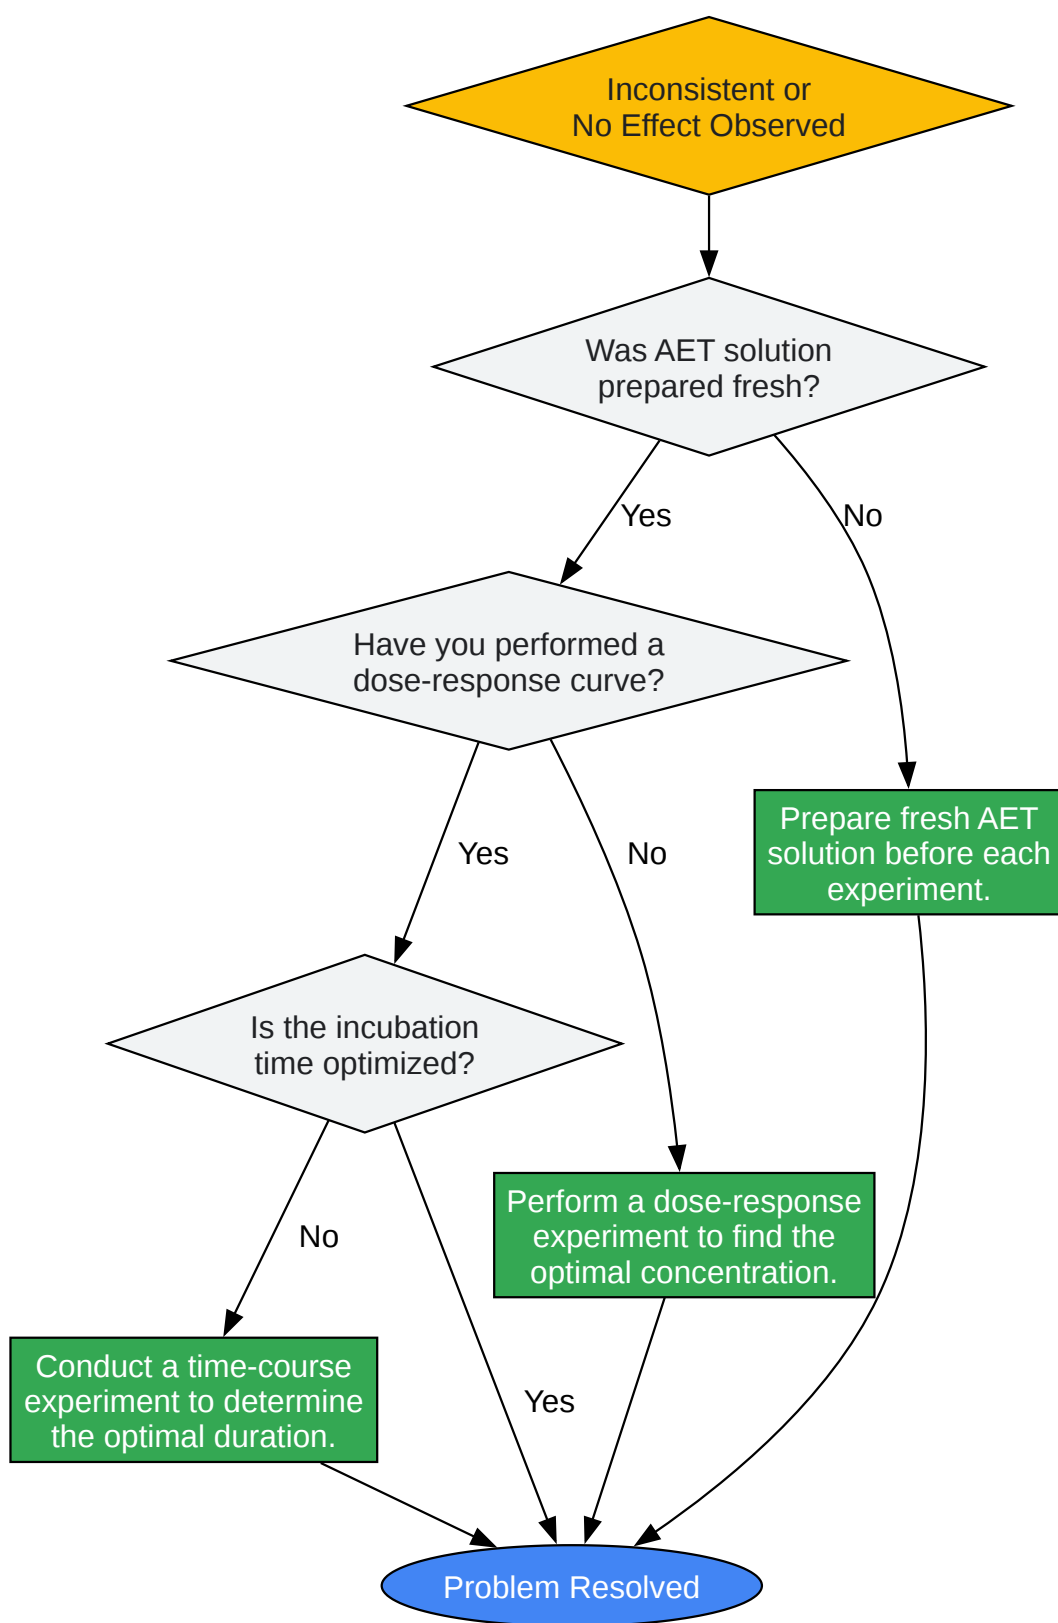 Inconsistent or
No Effect Observed
Was AET solution
prepared fresh?
Yes
No
Have you performed a
dose-response curve?
Prepare fresh AET
solution before each
experiment.
Yes
No
Is the incubation
time optimized?
Perform a dose-response
experiment to find the
optimal concentration.
No
Conduct a time-course
experiment to determine
the optimal duration.
Yes
Problem Resolved